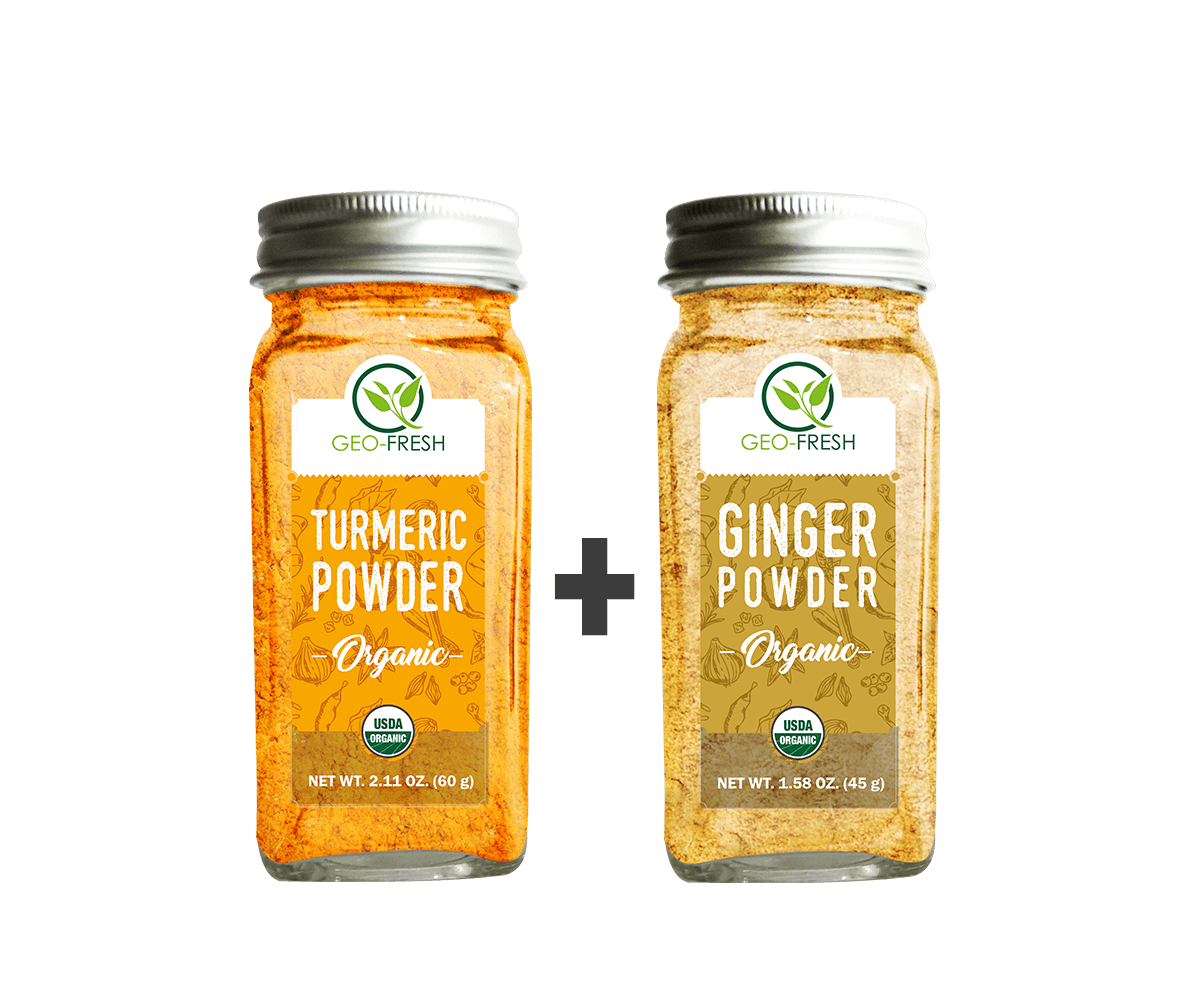 GEO-FRESH
TURMERIC
POWDER
- Organic -
USDA
ORGANIC
NET WT. 2.11 OZ. (60 g)
+
GEO-FRESH
GINGER
POWDER
- Organic -
USDA
ORGANIC
NET WT. 1.58 OZ. (45 g)